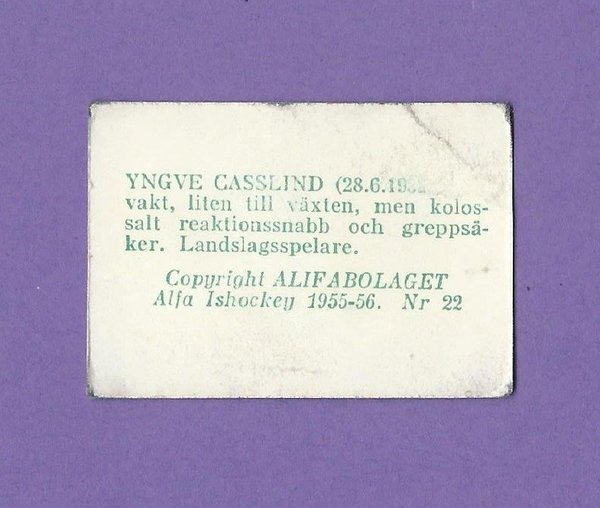 YNGVE CASSLIND (28.6.19
vakt, liten till växten, men kolos-
salt reaktionssnabb och greppsä-
ker. Landslagsspelare.
Copyright ALIFABOLAGET
Alfa Ishockey 1955-56. Nr 22